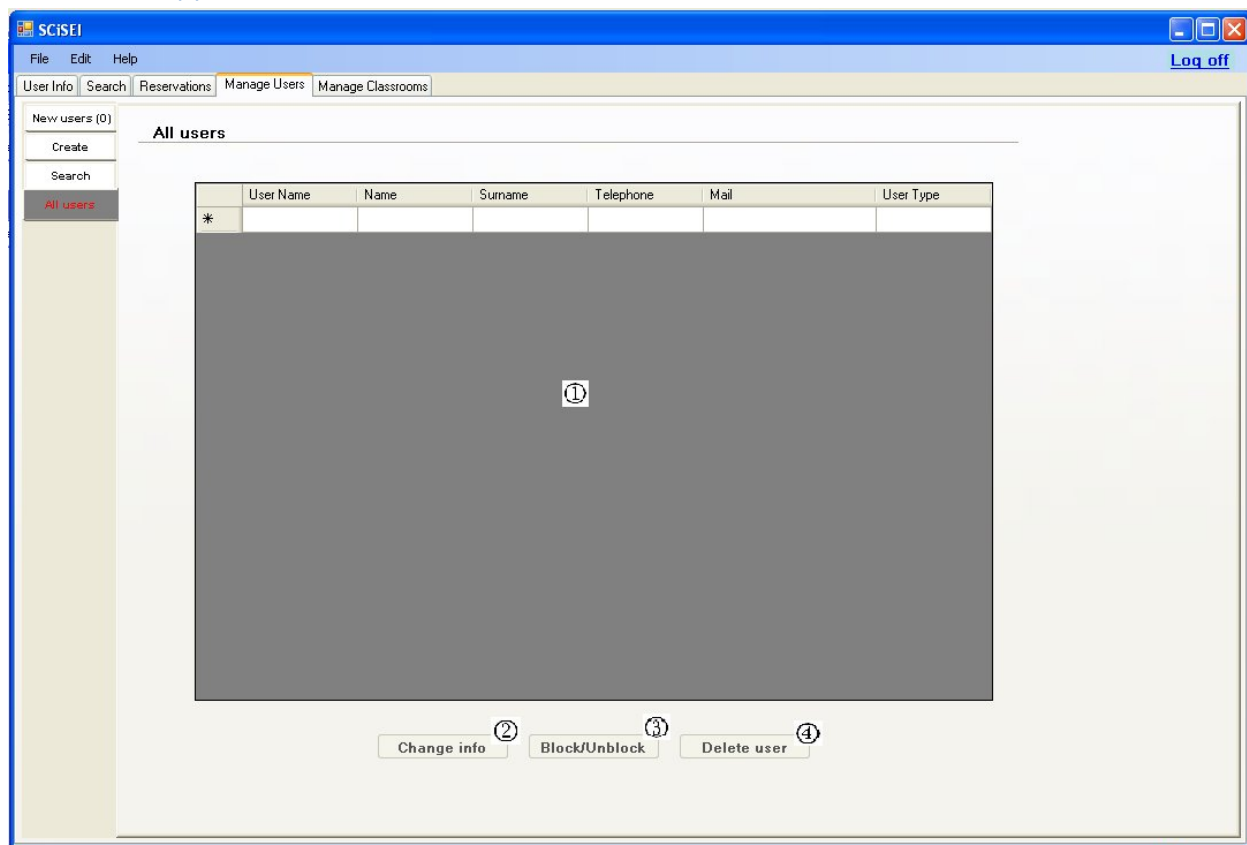 SCiSEI
File Edit Help Log off
User Info Search Reservations Manage Users Manage Classrooms
New users (0)
Create
Search
All users
All users
User Name Name Surname Telephone Mail User Type
*
①
② ③ ④
Change info Block/Unblock Delete user